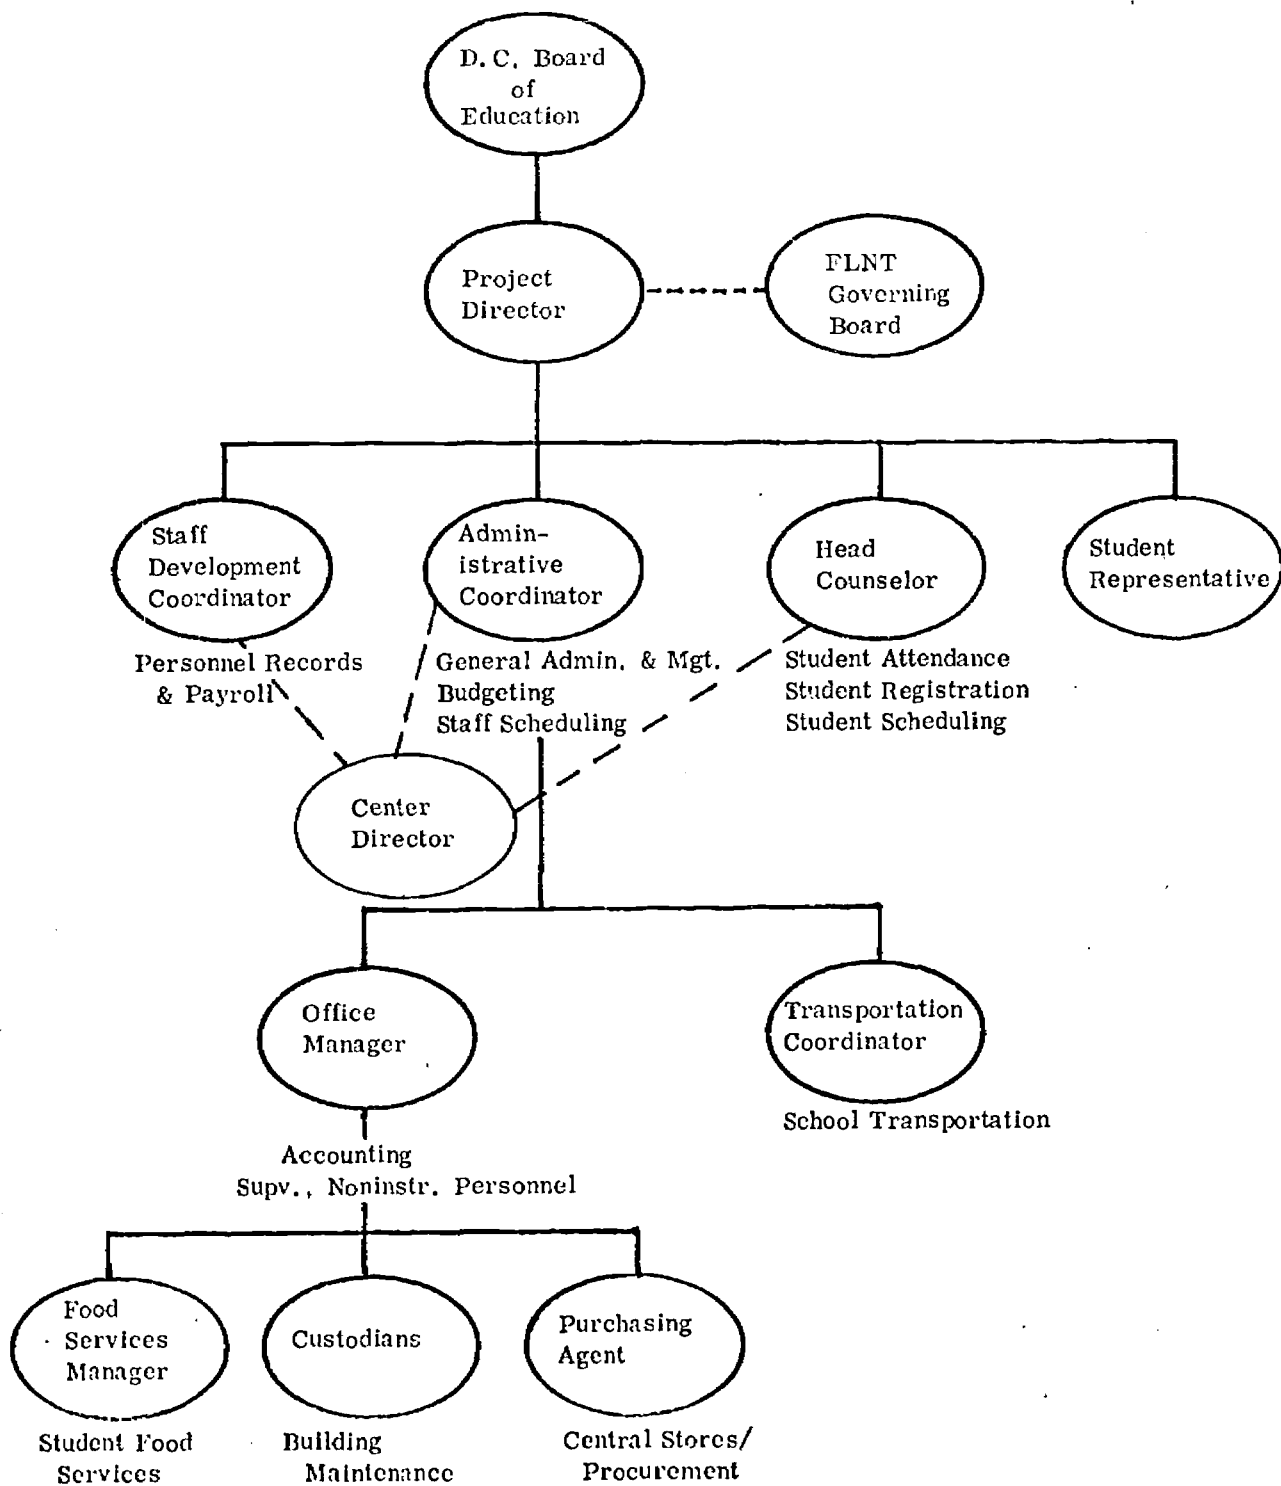 D.C. Board
of
Education
Project
Director
FLNT
Governing
Board
Staff
Development
Coordinator
Admin-
istrative
Coordinator
Head
Counselor
Student
Representative
Personnel Records
& Payroll
General Admin. & Mgt.
Budgeting
Staff Scheduling
Student Attendance
Student Registration
Student Scheduling
Center
Director
Office
Manager
Transportation
Coordinator
School Transportation
Accounting
Supv., Noninstr. Personnel
Food
Services
Manager
Custodians
Purchasing
Agent
Student Food
Services
Building
Maintenance
Central Stores/
Procurement